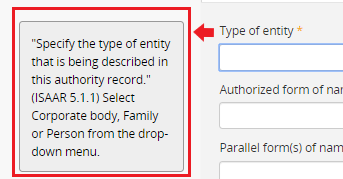 "Specify the type of entity
that is being described in
this authority record."
(ISAAR 5.1.1) Select
Corporate body, Family
or Person from the drop-
down menu.
Type of entity *
Authorized form of nam
Parallel form(s) of name